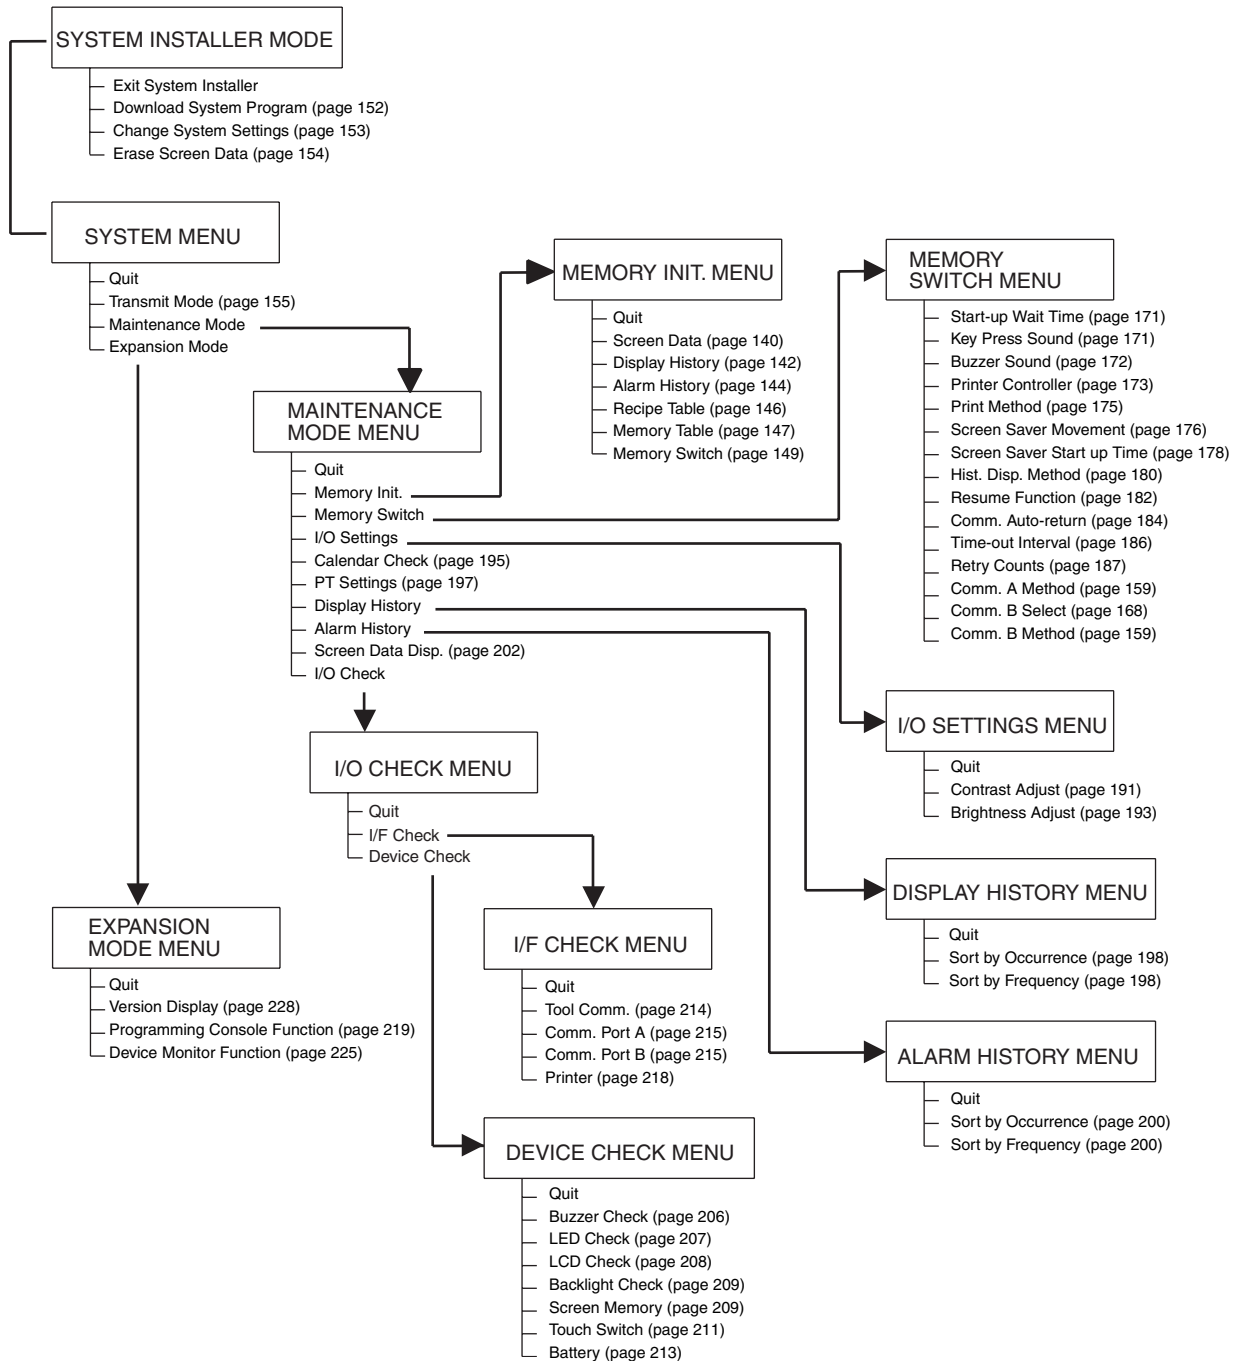 SYSTEM INSTALLER MODE
Exit System Installer
Download System Program (page 152)
Change System Settings (page 153)
Erase Screen Data (page 154)
SYSTEM MENU
Quit
Transmit Mode (page 155)
Maintenance Mode
Expansion Mode
MEMORY INIT. MENU
Quit
Screen Data (page 140)
Display History (page 142)
Alarm History (page 144)
Recipe Table (page 146)
Memory Table (page 147)
Memory Switch (page 149)
MEMORY
SWITCH MENU
Start-up Wait Time (page 171)
Key Press Sound (page 171)
Buzzer Sound (page 172)
Printer Controller (page 173)
Print Method (page 175)
Screen Saver Movement (page 176)
Screen Saver Start up Time (page 178)
Hist. Disp. Method (page 180)
Resume Function (page 182)
Comm. Auto-return (page 184)
Time-out Interval (page 186)
Retry Counts (page 187)
Comm. A Method (page 159)
Comm. B Select (page 168)
Comm. B Method (page 159)
MAINTENANCE
MODE MENU
Quit
Memory Init.
Memory Switch
I/O Settings
Calendar Check (page 195)
PT Settings (page 197)
Display History
Alarm History
Screen Data Disp. (page 202)
I/O Check
I/O SETTINGS MENU
Quit
Contrast Adjust (page 191)
Brightness Adjust (page 193)
I/O CHECK MENU
Quit
I/F Check
Device Check
DISPLAY HISTORY MENU
Quit
Sort by Occurrence (page 198)
Sort by Frequency (page 198)
EXPANSION
MODE MENU
Quit
Version Display (page 228)
Programming Console Function (page 219)
Device Monitor Function (page 225)
I/F CHECK MENU
Quit
Tool Comm. (page 214)
Comm. Port A (page 215)
Comm. Port B (page 215)
Printer (page 218)
ALARM HISTORY MENU
Quit
Sort by Occurrence (page 200)
Sort by Frequency (page 200)
DEVICE CHECK MENU
Quit
Buzzer Check (page 206)
LED Check (page 207)
LCD Check (page 208)
Backlight Check (page 209)
Screen Memory (page 209)
Touch Switch (page 211)
Battery (page 213)